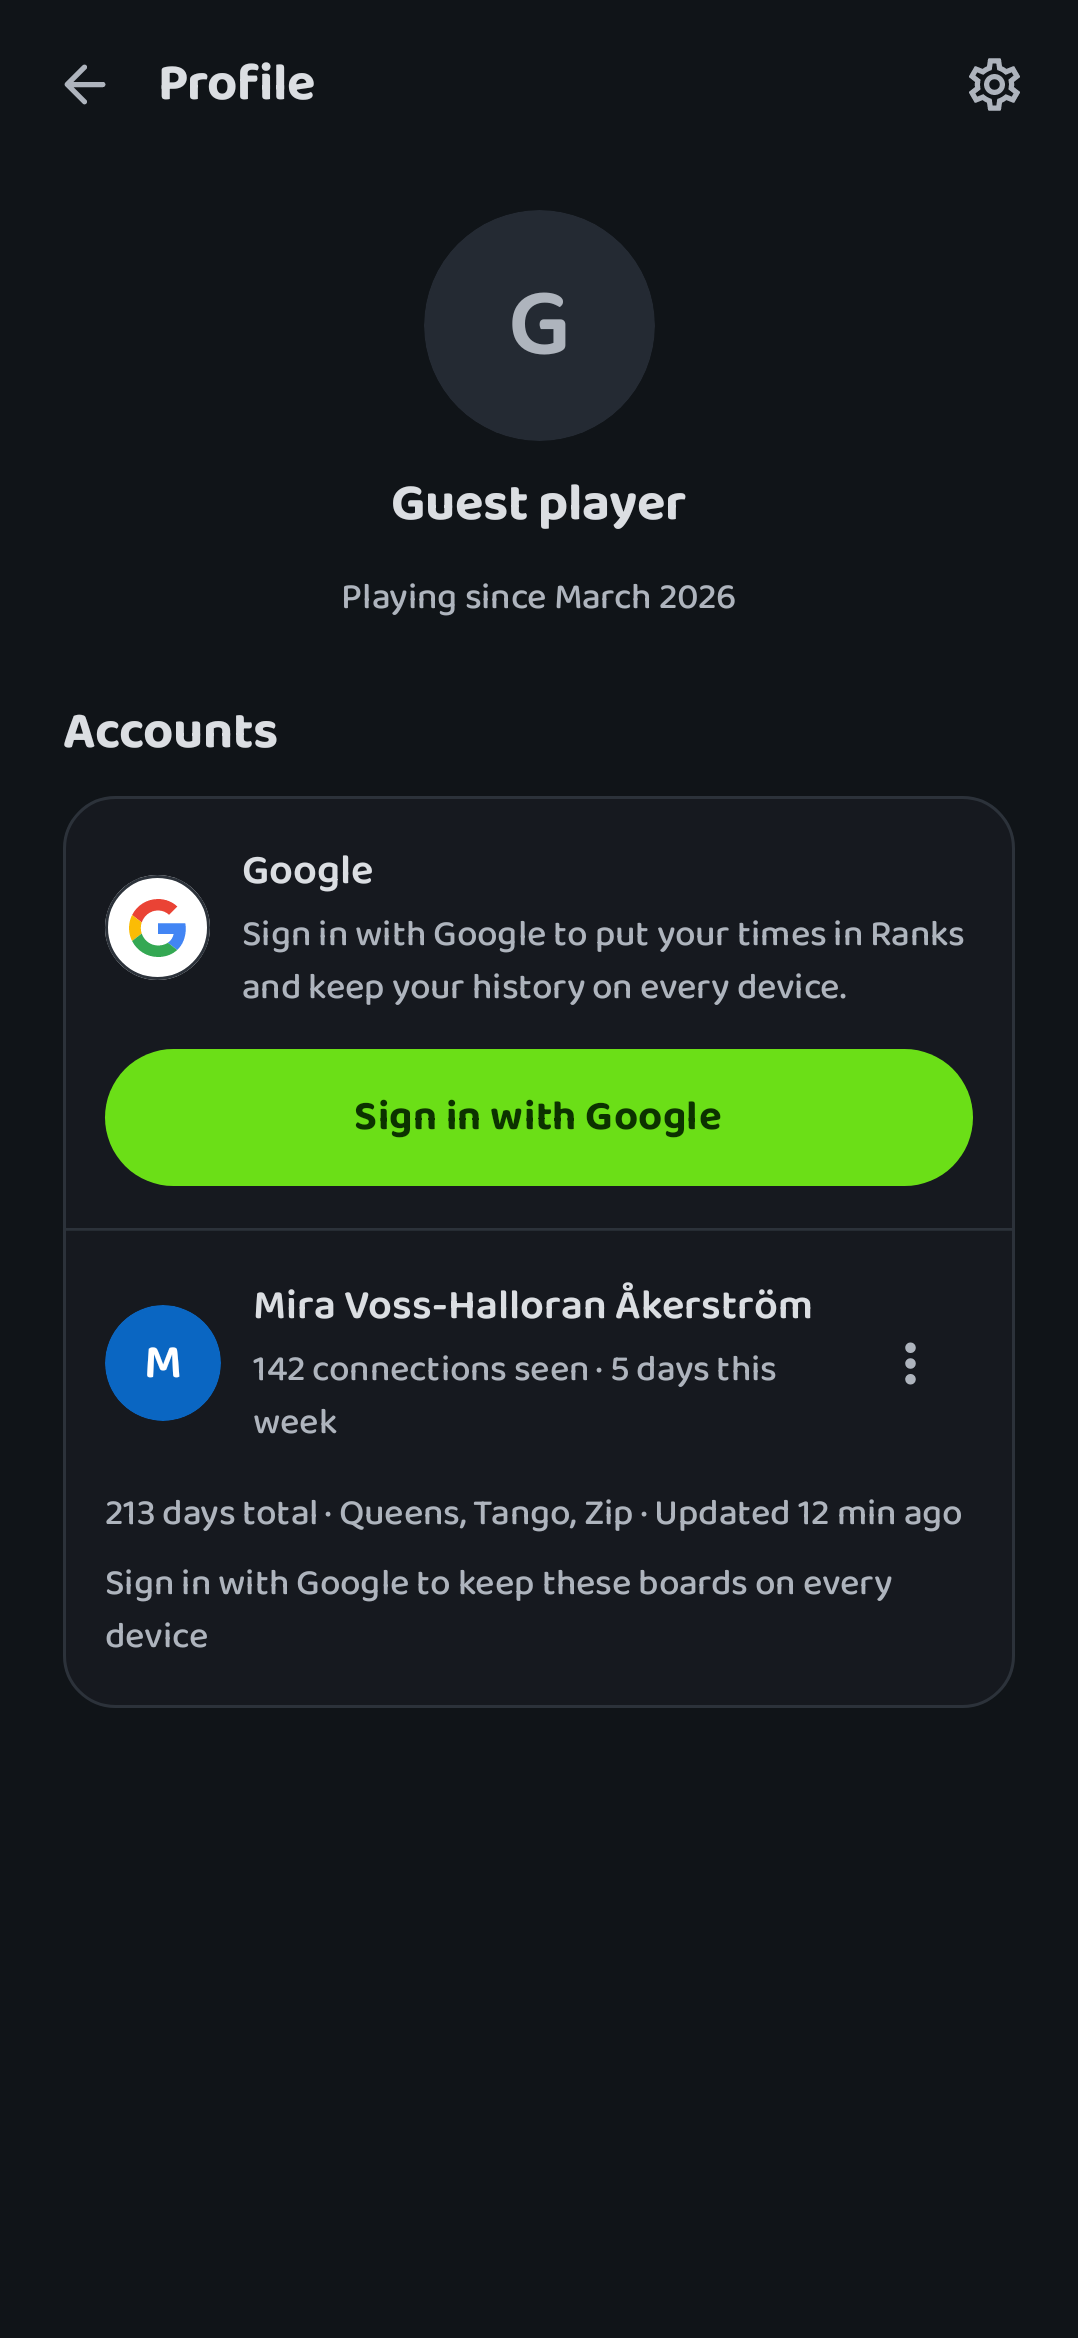 Profile
G
Guest player
Playing since March 2026
Accounts
Google
Sign in with Google to put your times in Ranks
and keep your history on every device.
Sign in with Google
M
Mira Voss-Halloran Åkerström
142 connections seen · 5 days this
week
213 days total · Queens, Tango, Zip · Updated 12 min ago
Sign in with Google to keep these boards on every
device